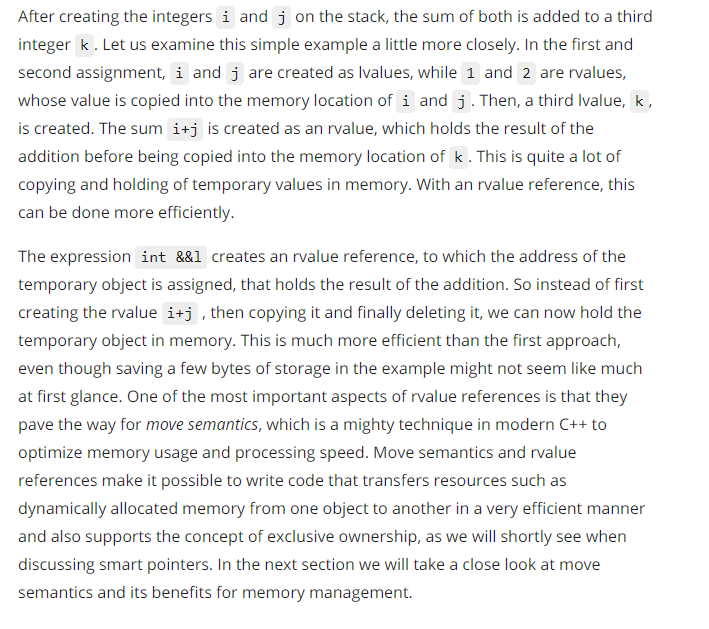 After creating the integers i and j on the stack, the sum of both is added to a third
integer k. Let us examine this simple example a little more closely. In the first and
second assignment, i and j are created as lvalues, while 1 and 2 are rvalues,
whose value is copied into the memory location of i and j. Then, a third lvalue, k,
is created. The sum i+j is created as an rvalue, which holds the result of the
addition before being copied into the memory location of k. This is quite a lot of
copying and holding of temporary values in memory. With an rvalue reference, this
can be done more efficiently.
The expression int &&l creates an rvalue reference, to which the address of the
temporary object is assigned, that holds the result of the addition. So instead of first
creating the rvalue i+j , then copying it and finally deleting it, we can now hold the
temporary object in memory. This is much more efficient than the first approach,
even though saving a few bytes of storage in the example might not seem like much
at first glance. One of the most important aspects of rvalue references is that they
pave the way for move semantics, which is a mighty technique in modern C++ to
optimize memory usage and processing speed. Move semantics and rvalue
references make it possible to write code that transfers resources such as
dynamically allocated memory from one object to another in a very efficient manner
and also supports the concept of exclusive ownership, as we will shortly see when
discussing smart pointers. In the next section we will take a close look at move
semantics and its benefits for memory management.